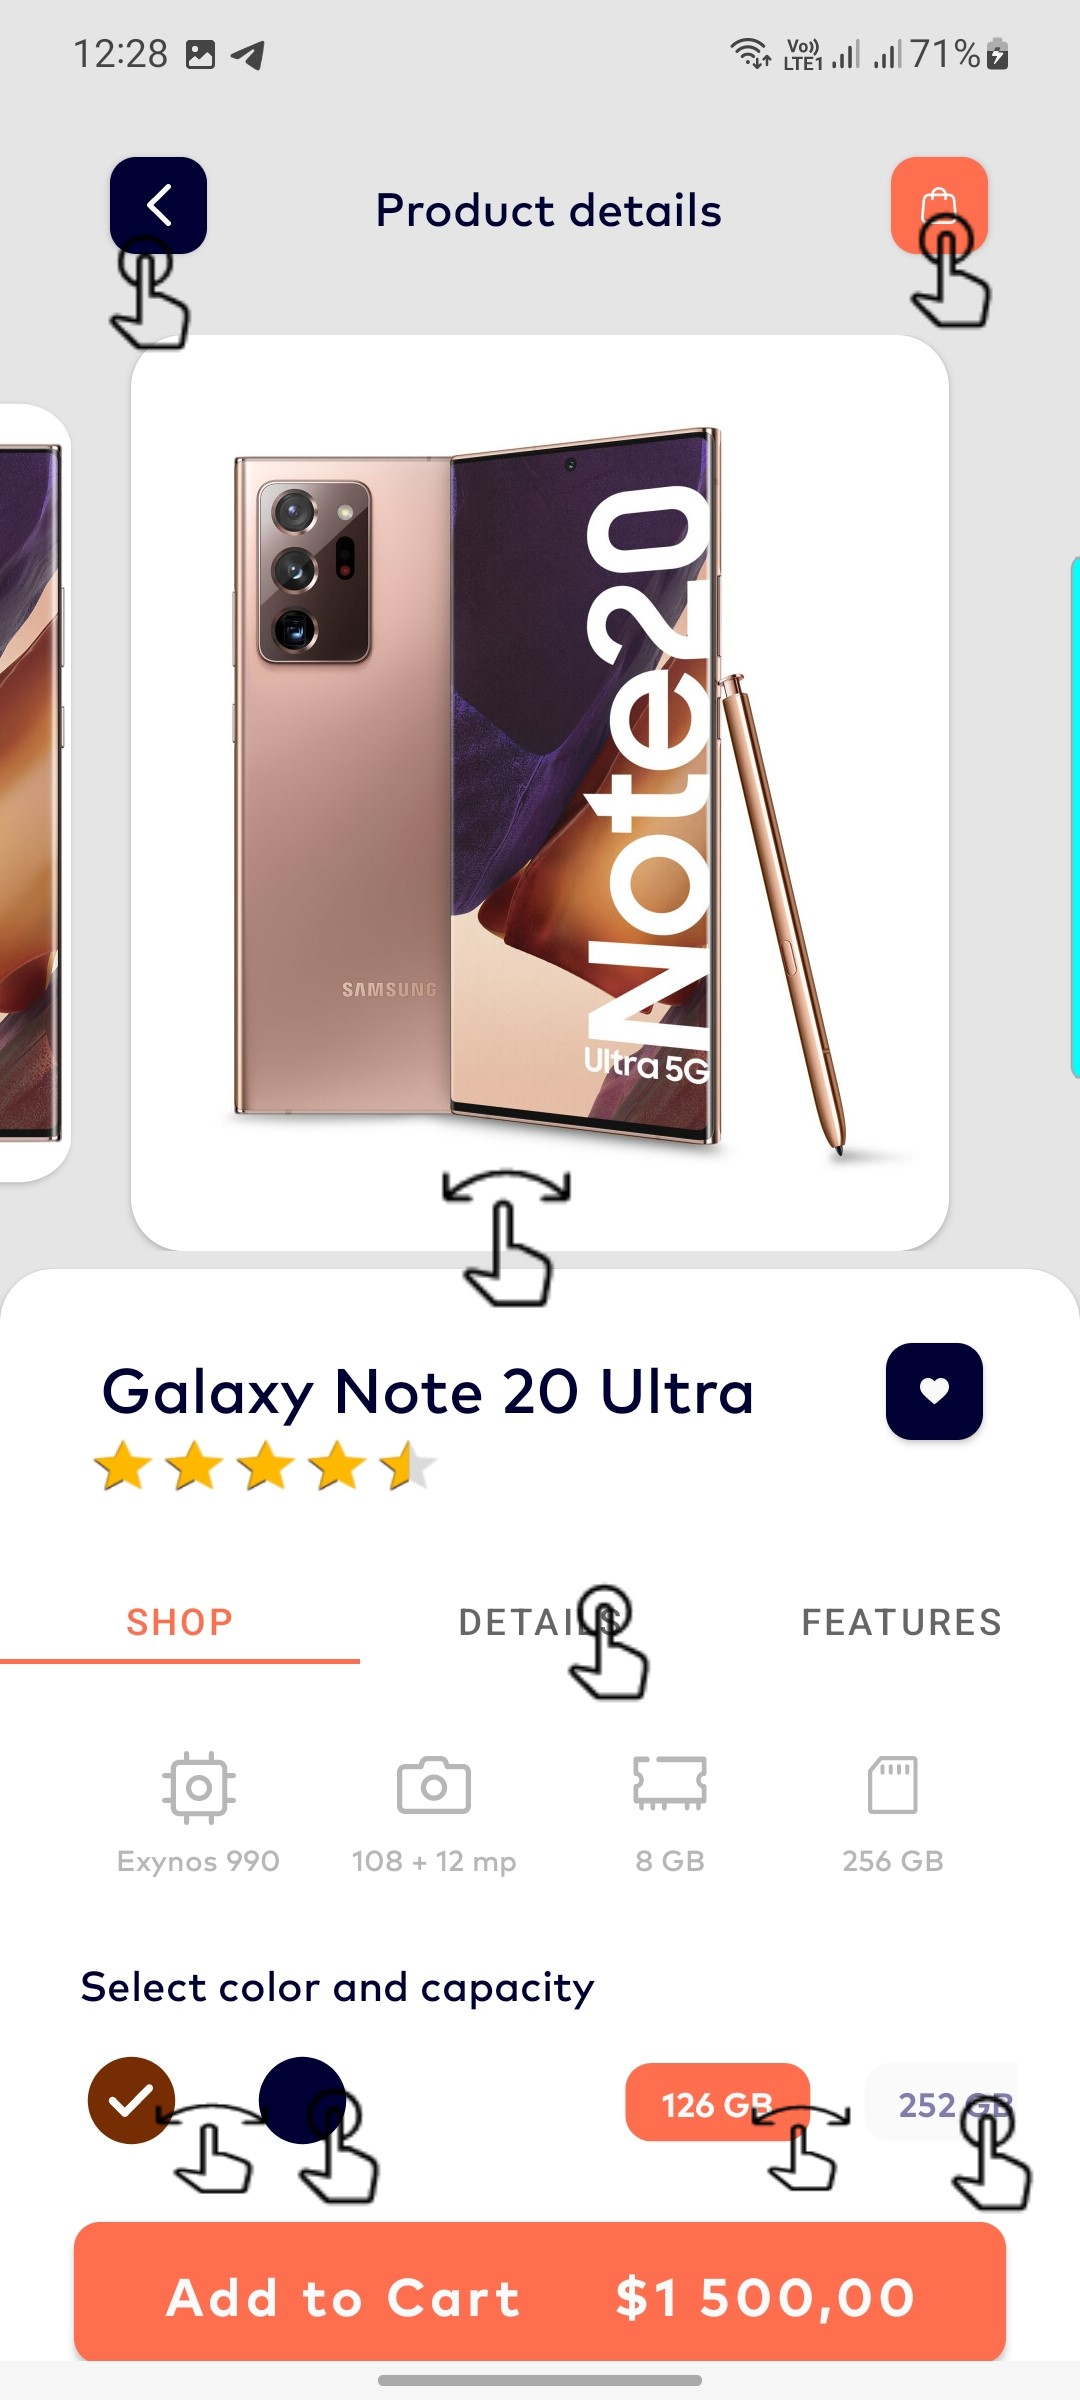 12:28 Vo)) LTE1 71%
Product details
Note20
Ultra 5G
SAMSUNG
Galaxy Note 20 Ultra
SHOP DETAILS FEATURES
Exynos 990 108 + 12 mp 8 GB 256 GB
Select color and capacity
126 GB 252 GB
Add to Cart $1 500,00